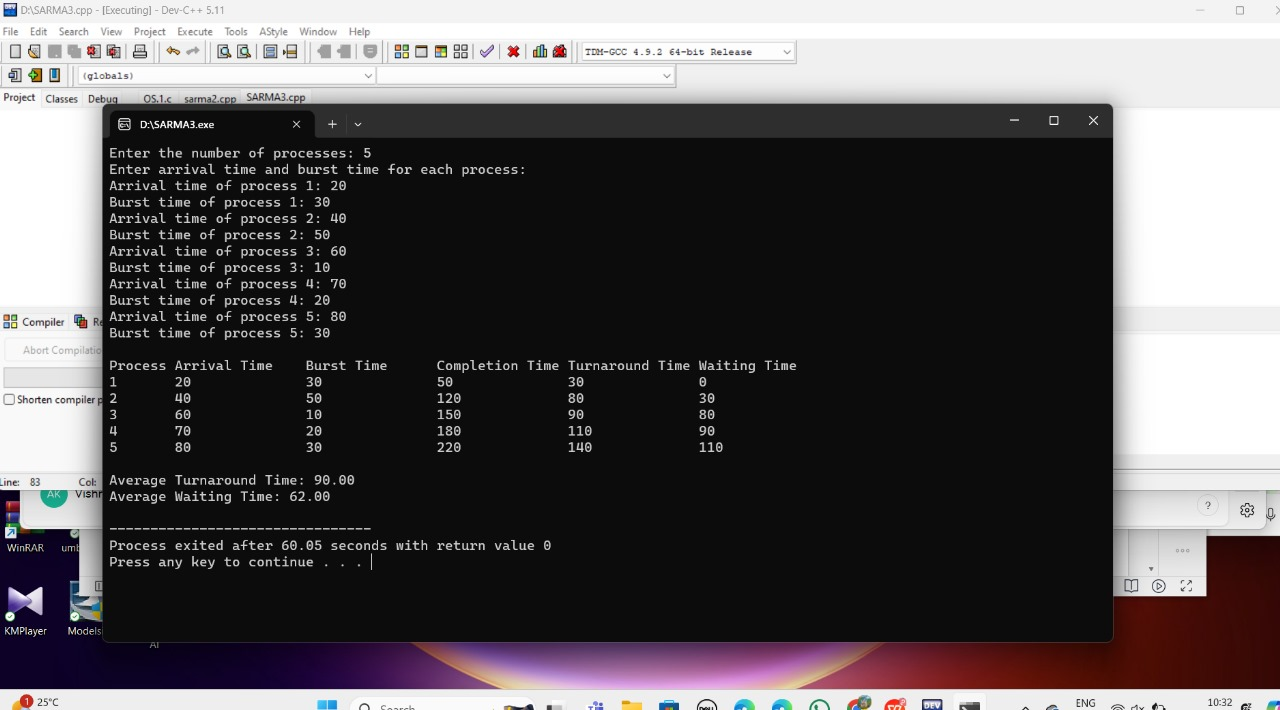 D:\SARMA3.cpp - [Executing] - Dev-C++ 5.11
File Edit Search View Project Execute Tools AStyle Window Help
TDM-GCC 4.9.2 64-bit Release
(globals)
Project Classes Debug OS.1.c sarma2.cpp SARMA3.cpp
D:\SARMA3.exe
Enter the number of processes: 5
Enter arrival time and burst time for each process:
Arrival time of process 1: 20
Burst time of process 1: 30
Arrival time of process 2: 40
Burst time of process 2: 50
Arrival time of process 3: 60
Burst time of process 3: 10
Arrival time of process 4: 70
Burst time of process 4: 20
Arrival time of process 5: 80
Burst time of process 5: 30
Process Arrival Time Burst Time Completion Time Turnaround Time Waiting Time
1 20 30 50 30 0
2 40 50 120 80 30
3 60 10 150 90 80
4 70 20 180 110 90
5 80 30 220 140 110
Average Turnaround Time: 90.00
Average Waiting Time: 62.00
--------------------------------
Process exited after 60.05 seconds with return value 0
Press any key to continue . . .
Compiler
Abort Compilatio
Shorten compiler p
Line: 83 Col:
AK
WinRAR
KMPlayer Models
AI
1 25°C
Search
DELL
DEV
ENG
10:32